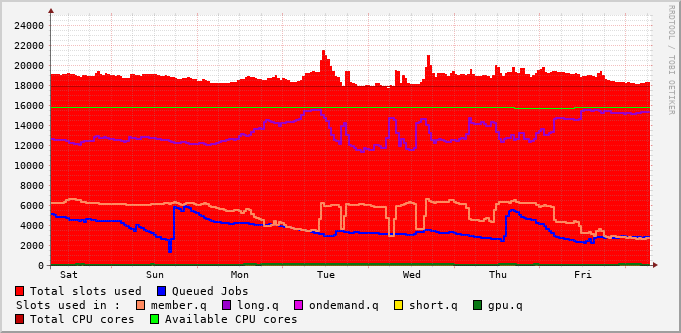 24000
22000
20000
18000
16000
14000
12000
10000
8000
6000
4000
2000
0
Sat Sun Mon Tue Wed Thu Fri
Total slots used Queued Jobs
Slots used in : member.q long.q ondemand.q short.q gpu.q
Total CPU cores Available CPU cores
RRDTOOL / TOBI OETIKER